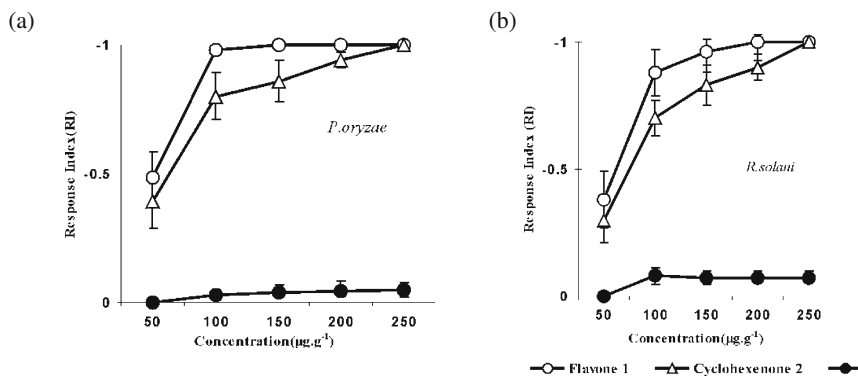 (a)
-1
-0.5
0
Response Index (RI)
P.oryzae
50 100 150 200 250
Concentration(µg.g-1)
(b)
-1
-0.5
0
Response Index (RI)
R.solani
50 100 150 200 250
Concentration(µg.g-1)
Flavone 1 Cyclohexenone 2